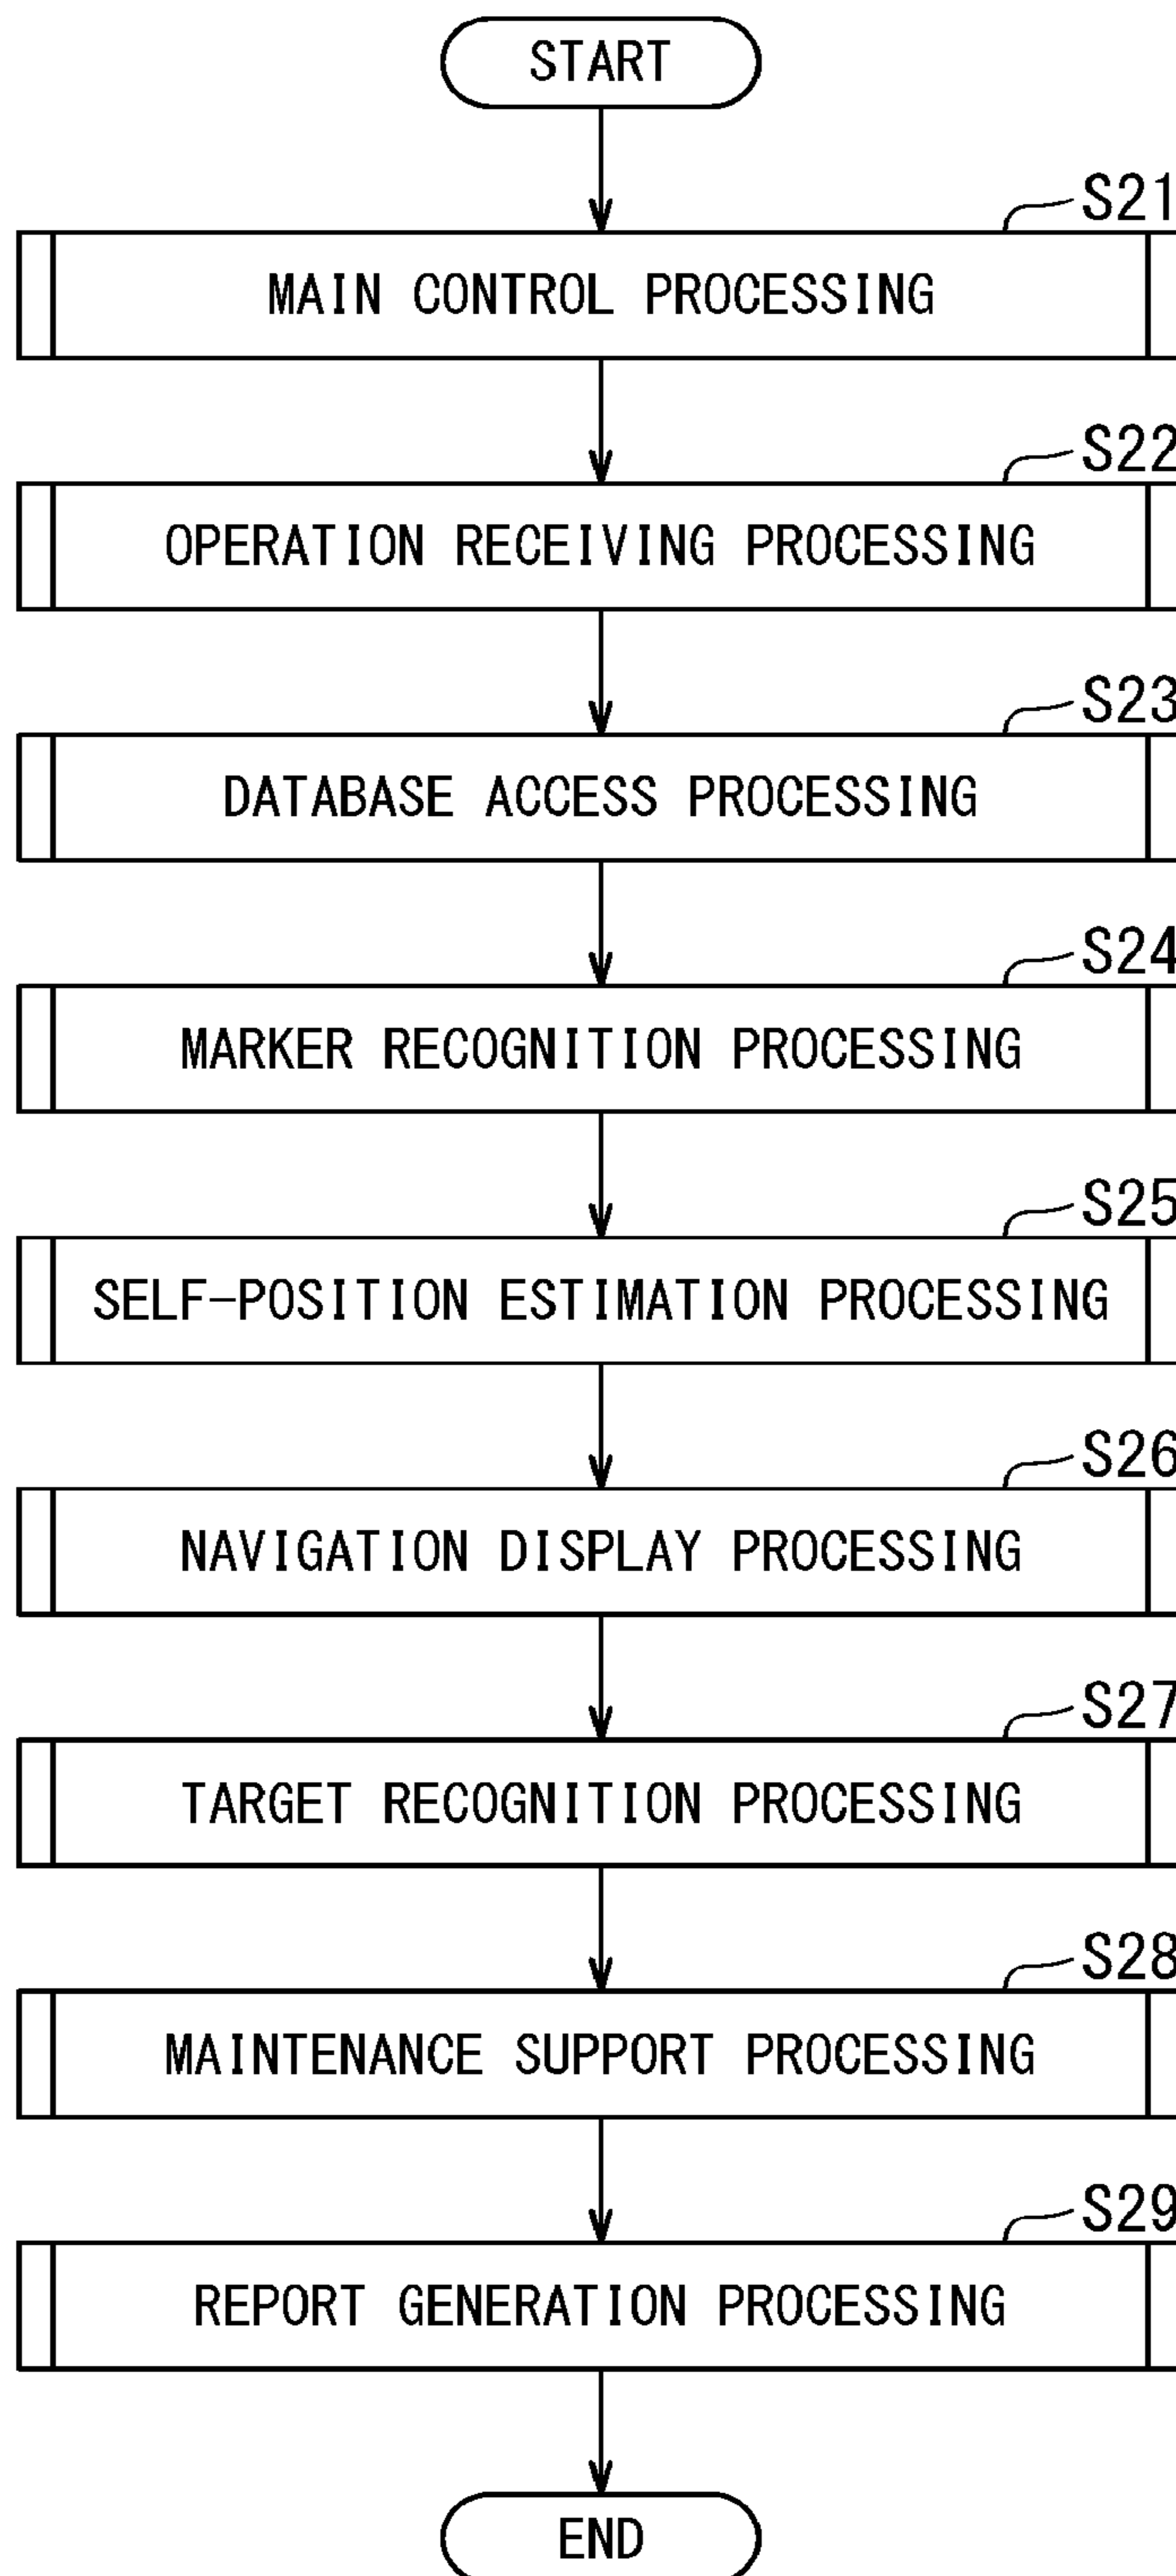 START
S21
MAIN CONTROL PROCESSING
S22
OPERATION RECEIVING PROCESSING
S23
DATABASE ACCESS PROCESSING
S24
MARKER RECOGNITION PROCESSING
S25
SELF-POSITION ESTIMATION PROCESSING
S26
NAVIGATION DISPLAY PROCESSING
S27
TARGET RECOGNITION PROCESSING
S28
MAINTENANCE SUPPORT PROCESSING
S29
REPORT GENERATION PROCESSING
END